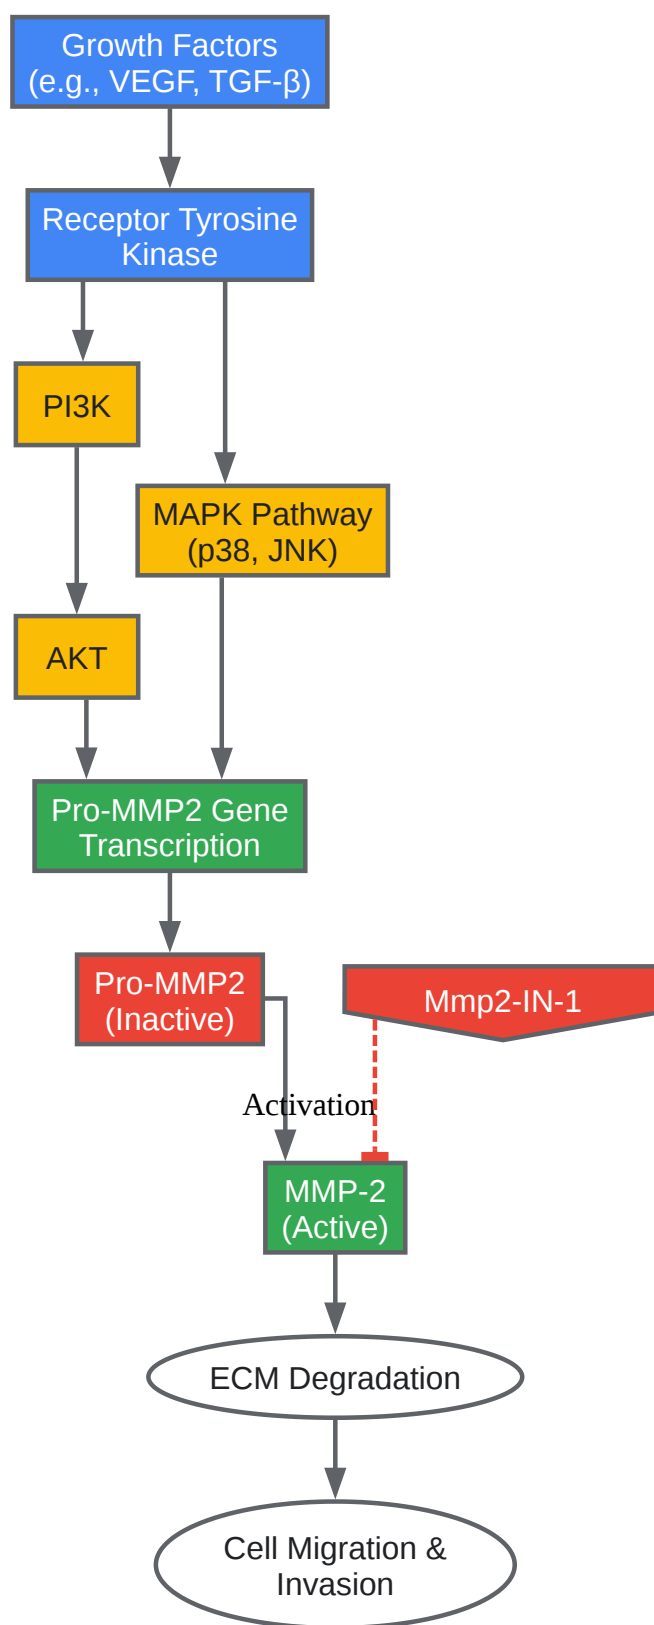 Growth Factors
(e.g., VEGF, TGF-β)
Receptor Tyrosine
Kinase
PI3K
MAPK Pathway
(p38, JNK)
AKT
Pro-MMP2 Gene
Transcription
Pro-MMP2
(Inactive)
Mmp2-IN-1
Activation
MMP-2
(Active)
ECM Degradation
Cell Migration &
Invasion